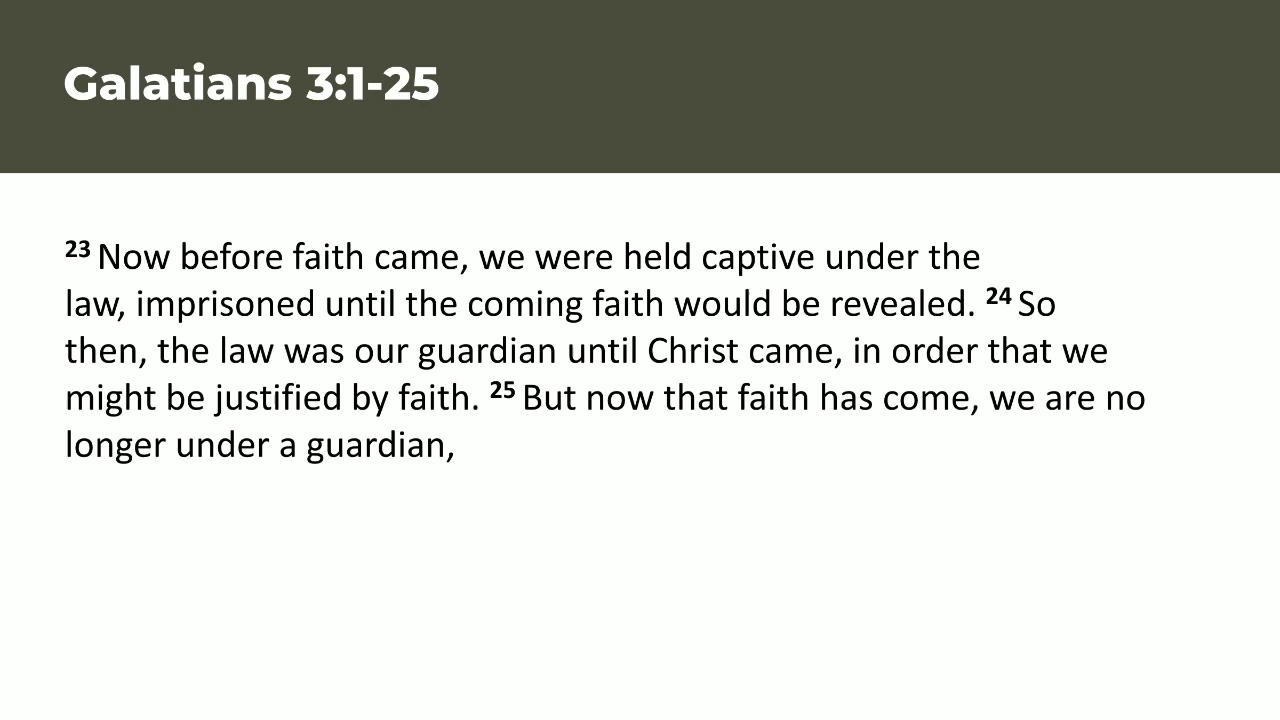 Galatians 3:1-25
23 Now before faith came, we were held captive under the
law, imprisoned until the coming faith would be revealed. 24 So
then, the law was our guardian until Christ came, in order that we
might be justified by faith. 25 But now that faith has come, we are no
longer under a guardian,